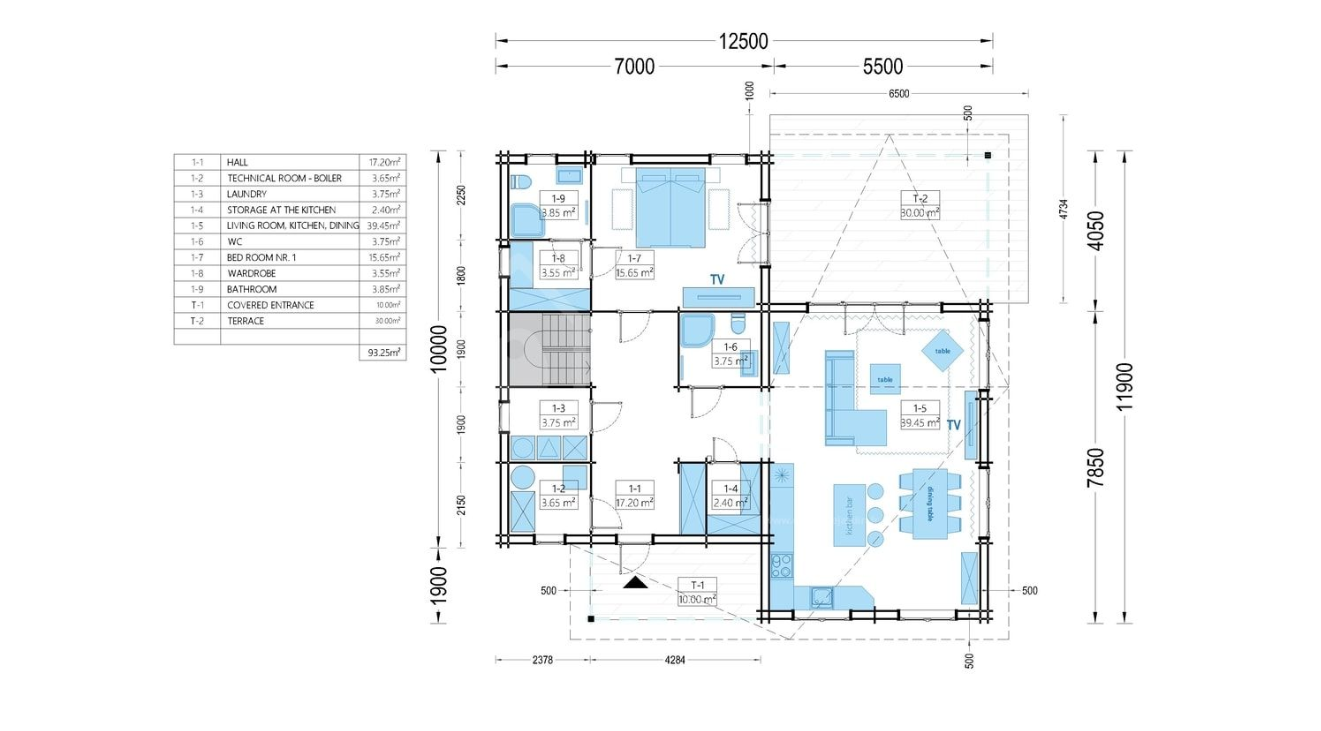 12500
7000
5500
6500
1000
500
1-1 HALL 17.20m²
1-2 TECHNICAL ROOM - BOILER 3.65m²
1-3 LAUNDRY 3.75m²
1-4 STORAGE AT THE KITCHEN 2.40m²
1-5 LIVING ROOM, KITCHEN, DINING 39.45m²
1-6 WC 3.75m²
1-7 BED ROOM NR. 1 15.65m²
1-8 WARDROBE 3.55m²
1-9 BATHROOM 3.85m²
T-1 COVERED ENTRANCE 10.00m²
T-2 TERRACE 30.00m²
93.25m²
10000
1900
2250
1800
1900
1900
2150
1-9
3.85 m²
1-8
3.55 m²
1-7
15.65 m²
TV
T-2
30.00 m²
4734
4050
7850
11900
1-6
3.75 m²
table
table
1-5
39.45 m²
TV
1-3
3.75 m²
1-2
3.65 m²
1-1
17.20 m²
1-4
2.40 m²
kitchen bar
dining table
T-1
10.00 m²
500
500
500
2378
4284